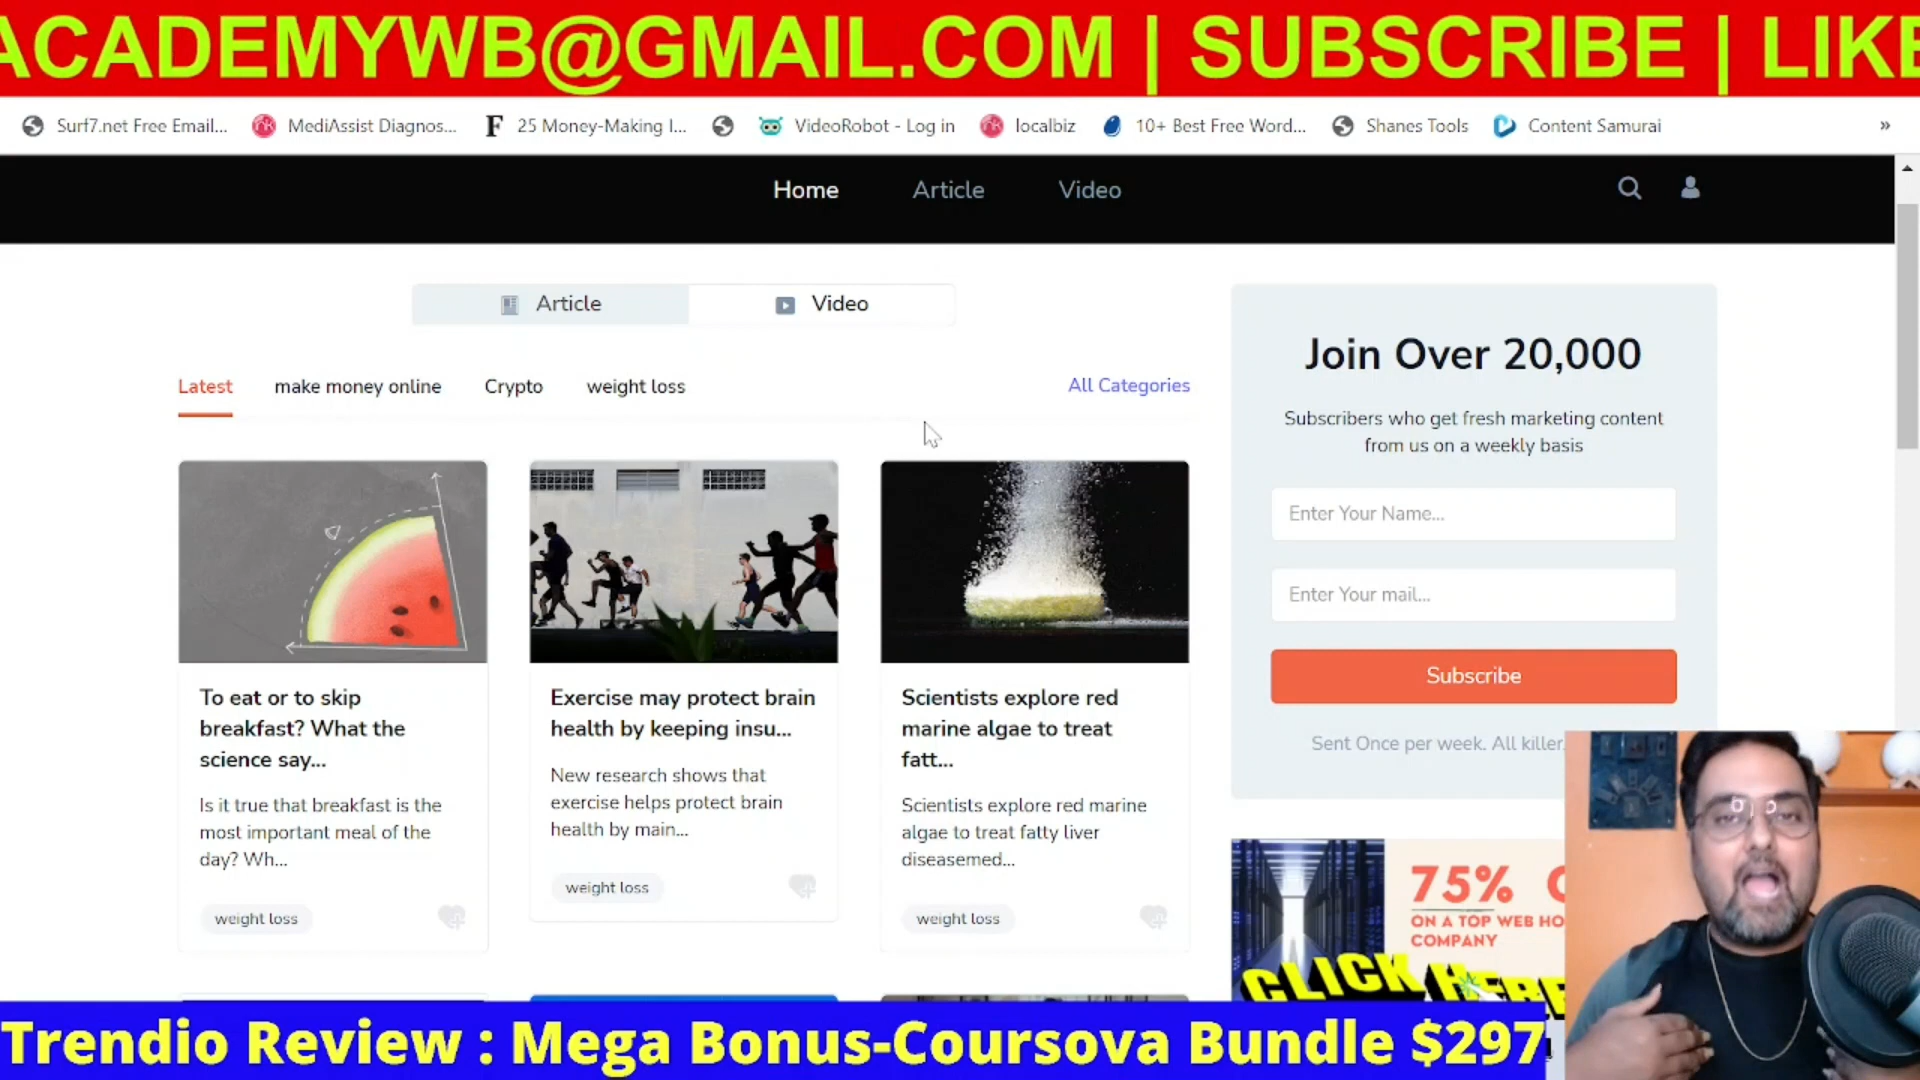 ACADEMYWB@GMAIL.COM | SUBSCRIBE | LIKE
Surf7.net Free Email... MediAssist Diagnos... 25 Money-Making I... VideoRobot - Log in localbiz 10+ Best Free Word... Shanes Tools Content Samurai »
Home Article Video
Article Video
Latest make money online Crypto weight loss All Categories
To eat or to skip
breakfast? What the
science say...
Is it true that breakfast is the
most important meal of the
day? Wh...
weight loss
Exercise may protect brain
health by keeping insu...
New research shows that
exercise helps protect brain
health by main...
weight loss
Scientists explore red
marine algae to treat
fatt...
Scientists explore red marine
algae to treat fatty liver
diseasemed...
weight loss
Join Over 20,000
Subscribers who get fresh marketing content
from us on a weekly basis
Enter Your Name...
Enter Your mail...
Subscribe
Sent Once per week. All killer.
75%
ON A TOP WEB HO
COMPANY
CLICK HERE
Trendio Review : Mega Bonus-Coursova Bundle $297